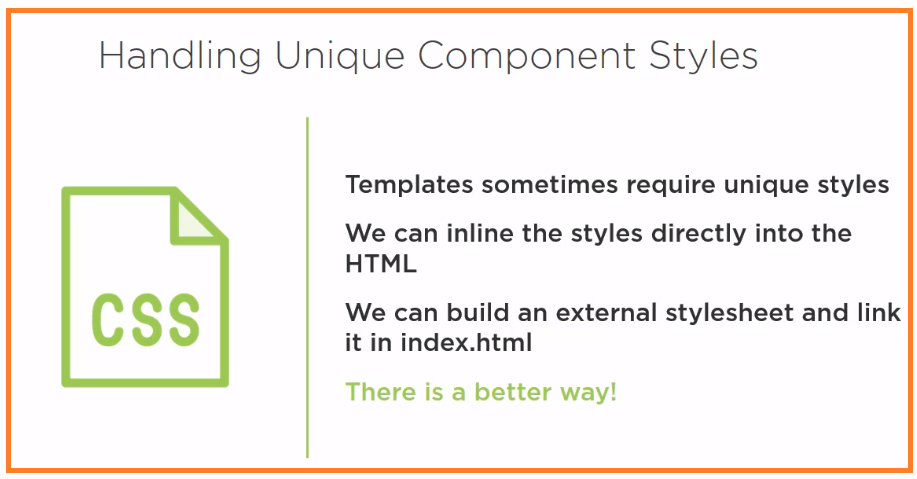 Handling Unique Component Styles
CSS
Templates sometimes require unique styles
We can inline the styles directly into the
HTML
We can build an external stylesheet and link
it in index.html
There is a better way!